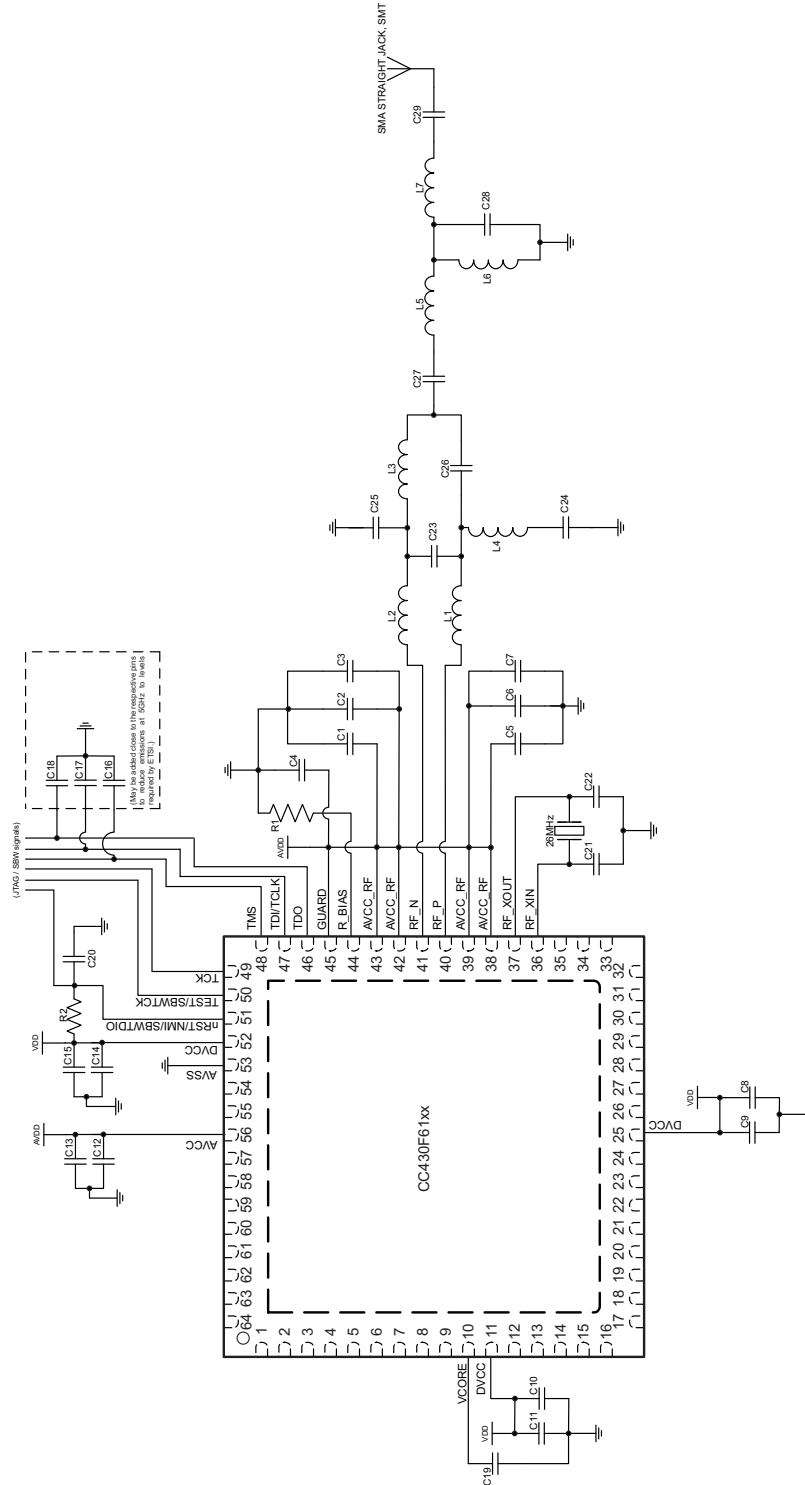 SMA STRAIGHT JACK, SMT
C29
L7
C28
L6
L5
C27
L3
C26
C25
C23
C24
L4
L2
L1
C3
C2
C1
C4
R1
AVDD
C7
C6
C5
C22
26MHz
C21
(May be added close to the respective pins
to reduce emissions at 5GHz to levels
required by ETSI.)
C18
C17
C16
(JTAG / SBW signals)
C20
R2
VDD
C15
C14
AVDD
C13
C12
TMS
TDI/TCLK
TDO
GUARD
R_BIAS
AVCC_RF
AVCC_RF
RF_N
RF_P
AVCC_RF
AVCC_RF
RF_XOUT
RF_XIN
TCK
TEST/SBWTCK
nRST/NMI/SBWTDIO
DVCC
AVSS
AVCC
48
47
46
45
44
43
42
41
40
39
38
37
36
35
34
33
49
50
51
52
53
54
55
56
57
58
59
60
61
62
63
64
CC430F61xx
32
31
30
29
28
27
26
25
24
23
22
21
20
19
18
17
1
2
3
4
5
6
7
8
9
10
11
12
13
14
15
16
DVCC
VDD
C8
C9
VCORE
DVCC
VDD
C10
C11
C19